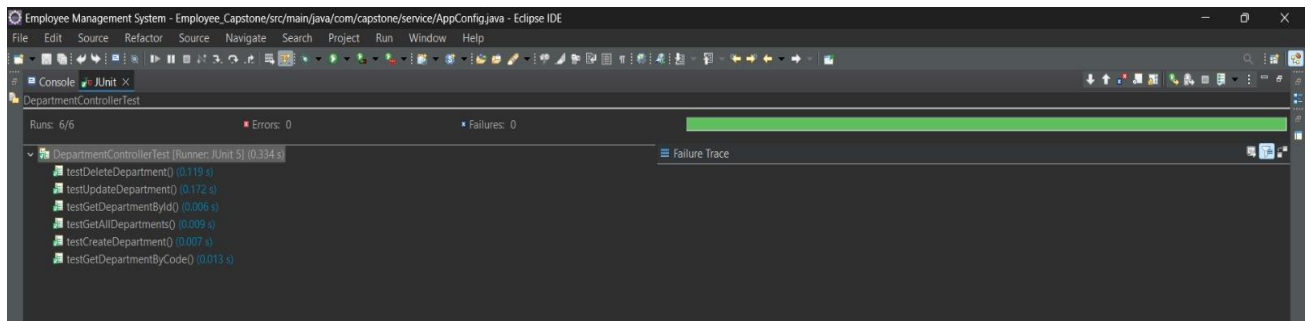 Employee Management System - Employee_Capstone/src/main/java/com/capstone/service/AppConfig.java - Eclipse IDE
File Edit Source Refactor Source Navigate Search Project Run Window Help
Console JUnit
DepartmentControllerTest
Runs: 6/6 Errors: 0 Failures: 0
DepartmentControllerTest [Runner: JUnit 5] (0.334 s)
Failure Trace
testDeleteDepartment() (0.119 s)
testUpdateDepartment() (0.172 s)
testGetDepartmentById() (0.006 s)
testGetAllDepartments() (0.009 s)
testCreateDepartment() (0.007 s)
testGetDepartmentByCode() (0.013 s)